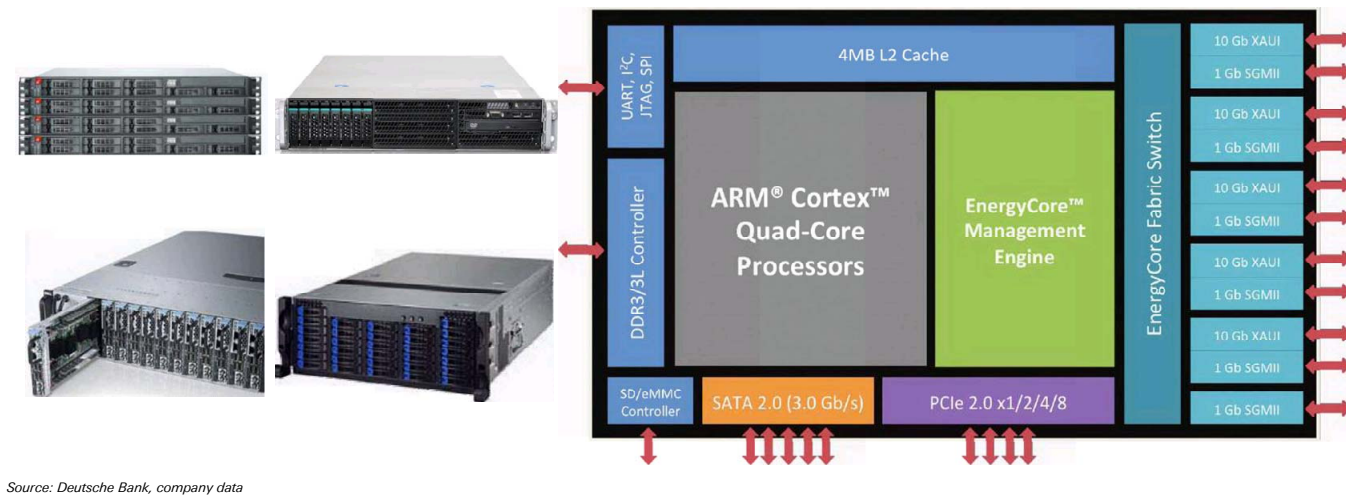 UART, I²C,
JTAG, SPI
4MB L2 Cache
DDR3/3L Controller
ARM® Cortex™
Quad-Core
Processors
EnergyCore™
Management
Engine
EnergyCore Fabric Switch
10 Gb XAUI
1 Gb SGMII
10 Gb XAUI
1 Gb SGMII
10 Gb XAUI
1 Gb SGMII
10 Gb XAUI
1 Gb SGMII
10 Gb XAUI
1 Gb SGMII
1 Gb SGMII
SD/eMMC
Controller
SATA 2.0 (3.0 Gb/s)
PCIe 2.0 x1/2/4/8
Source: Deutsche Bank, company data